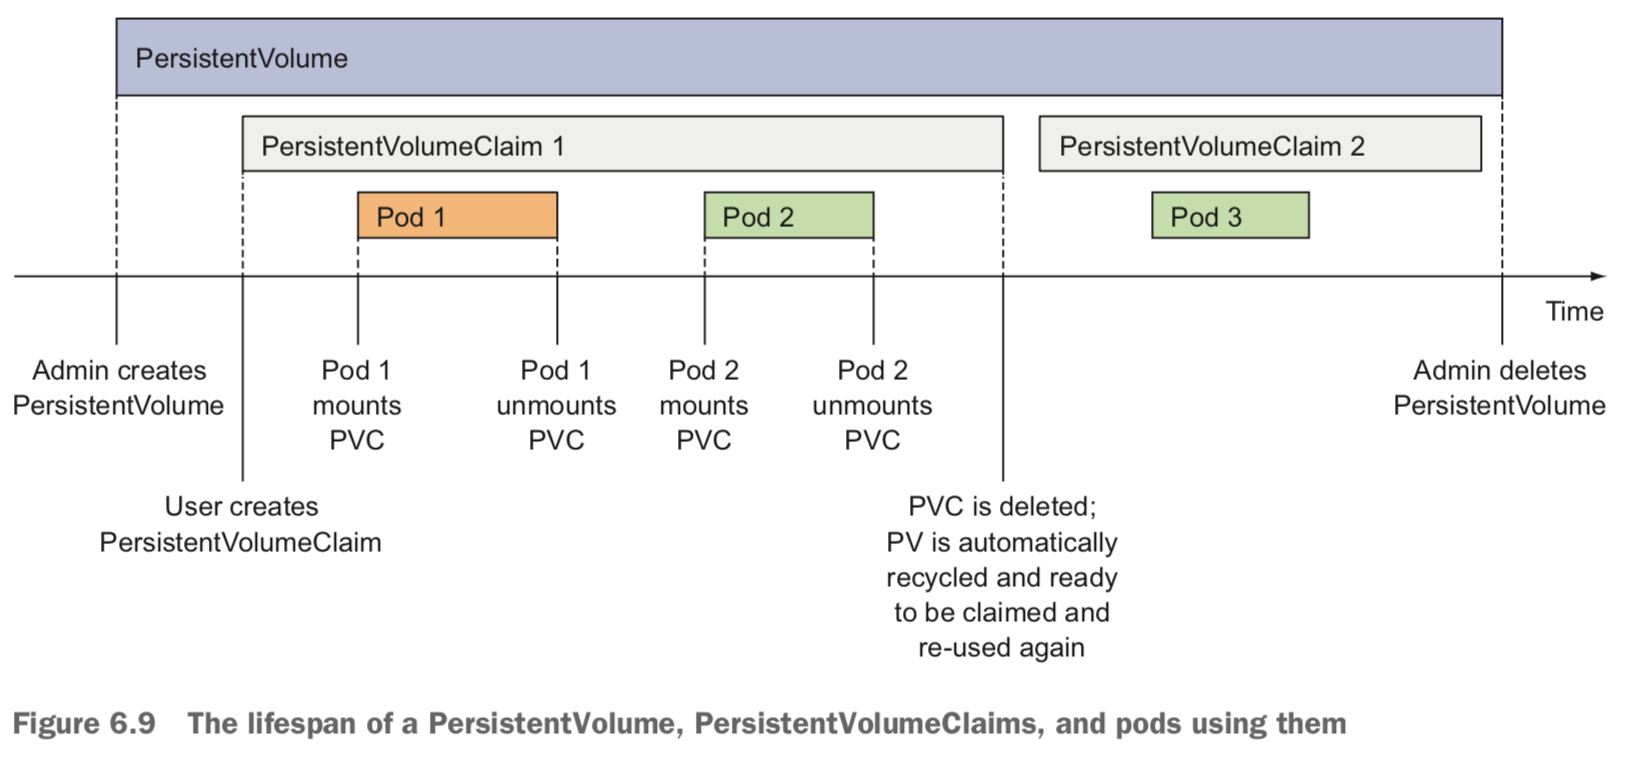 PersistentVolume
PersistentVolumeClaim 1
PersistentVolumeClaim 2
Pod 1
Pod 2
Pod 3
Time
Admin creates
PersistentVolume
Pod 1
mounts
PVC
Pod 1
unmounts
PVC
Pod 2
mounts
PVC
Pod 2
unmounts
PVC
Admin deletes
PersistentVolume
User creates
PersistentVolumeClaim
PVC is deleted;
PV is automatically
recycled and ready
to be claimed and
re-used again
Figure 6.9 The lifespan of a PersistentVolume, PersistentVolumeClaims, and pods using them